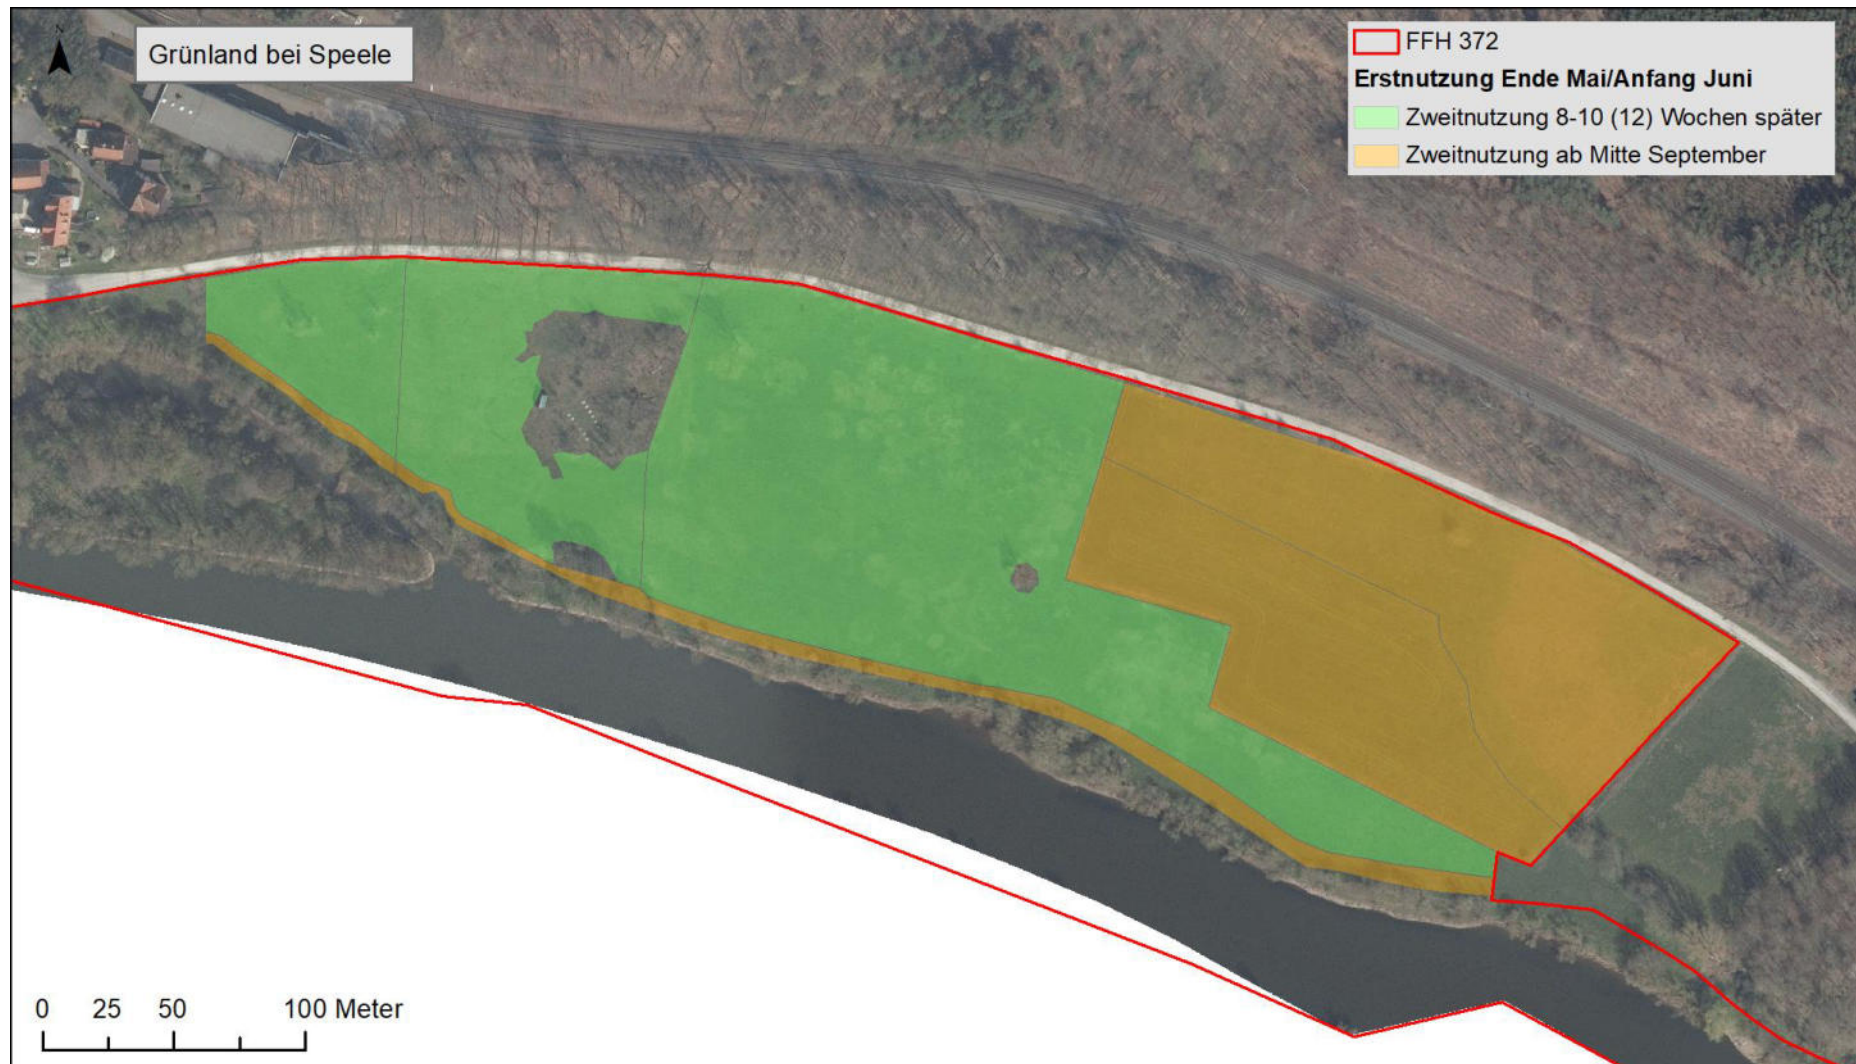 N
Grünland bei Speele
FFH 372
Erstnutzung Ende Mai/Anfang Juni
Zweitnutzung 8-10 (12) Wochen später
Zweitnutzung ab Mitte September
0 25 50 100 Meter